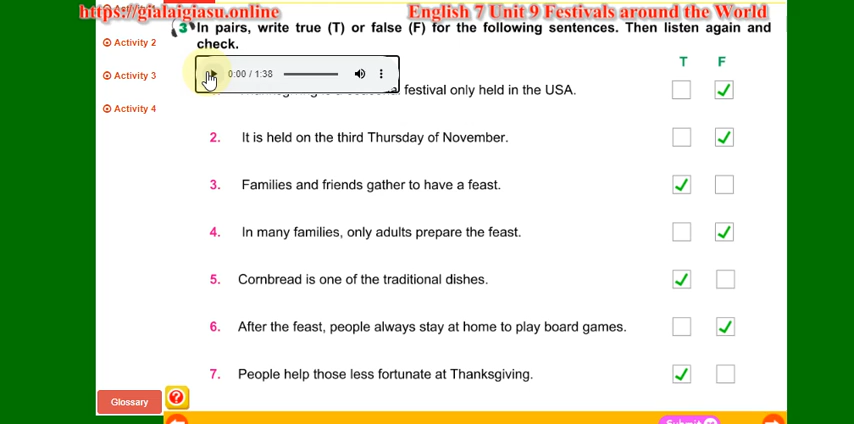 https://gialaigiasu.online
English 7 Unit 9 Festivals around the World
3 In pairs, write true (T) or false (F) for the following sentences. Then listen again and
check.
Activity 2
Activity 3
Activity 4
0:00 / 1:38
T F
festival only held in the USA.
2. It is held on the third Thursday of November.
3. Families and friends gather to have a feast.
4. In many families, only adults prepare the feast.
5. Cornbread is one of the traditional dishes.
6. After the feast, people always stay at home to play board games.
7. People help those less fortunate at Thanksgiving.
Glossary
?
Submit